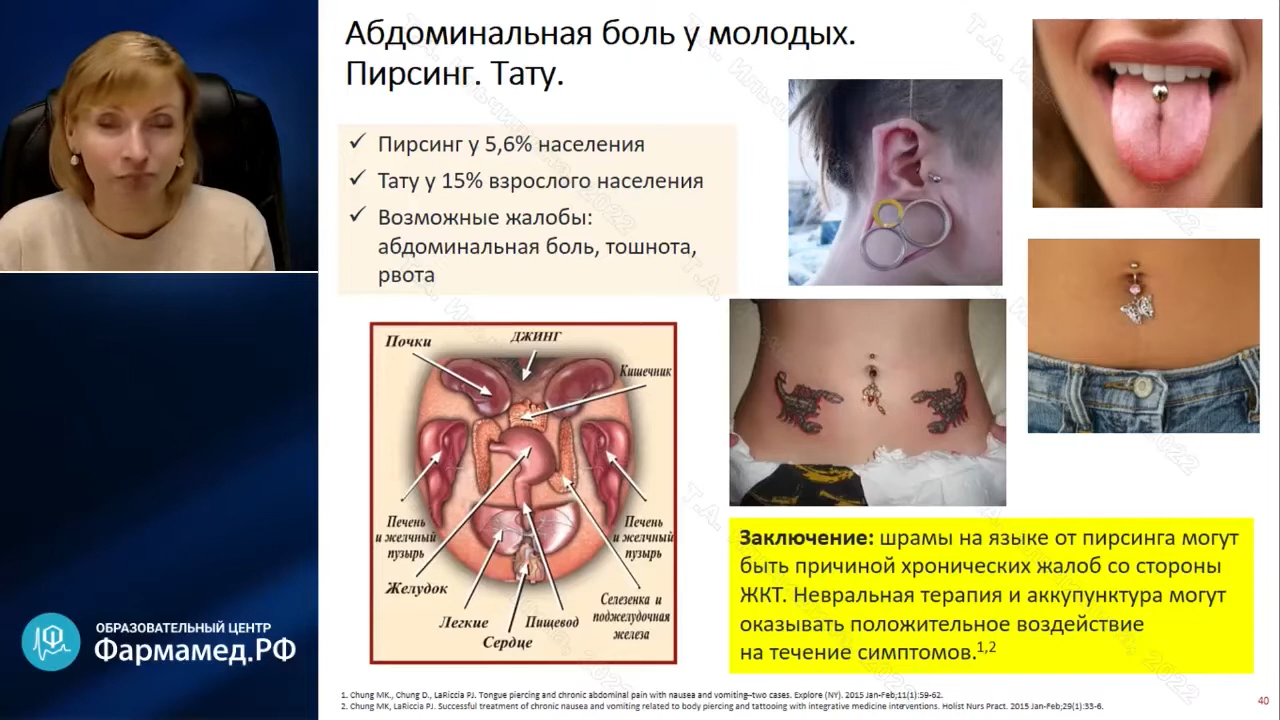 Абдоминальная боль у молодых.
Пирсинг. Тату.
✓ Пирсинг у 5,6% населения
✓ Тату у 15% взрослого населения
✓ Возможные жалобы:
абдоминальная боль, тошнота,
рвота
Почки
ДЖИНГ
Кишечник
Печень
и желчный
пузырь
Печень
и желчный
пузырь
Желудок
Легкие
Сердце
Пищевод
Селезенка и
поджелудочная
железа
Заключение: шрамы на языке от пирсинга могут
быть причиной хронических жалоб со стороны
ЖКТ. Невральная терапия и аккупунктура могут
оказывать положительное воздействие
на течение симптомов.1,2
ОБРАЗОВАТЕЛЬНЫЙ ЦЕНТР
Фармамед.РФ
1. Chung MK., Chung D., LaRiccia PJ. Tongue piercing and chronic abdominal pain with nausea and vomiting–two cases. Explore (NY). 2015 Jan-Feb;11(1):59-62.
2. Chung MK, LaRiccia PJ. Successful treatment of chronic nausea and vomiting related to body piercing and tattooing with integrative medicine interventions. Holist Nurs Pract. 2015 Jan-Feb;29(1):33-6.
40